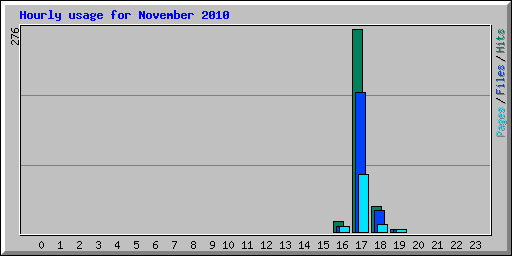 Hourly usage for November 2010
276
Pages/Files/Hits
0 1 2 3 4 5 6 7 8 9 10 11 12 13 14 15 16 17 18 19 20 21 22 23